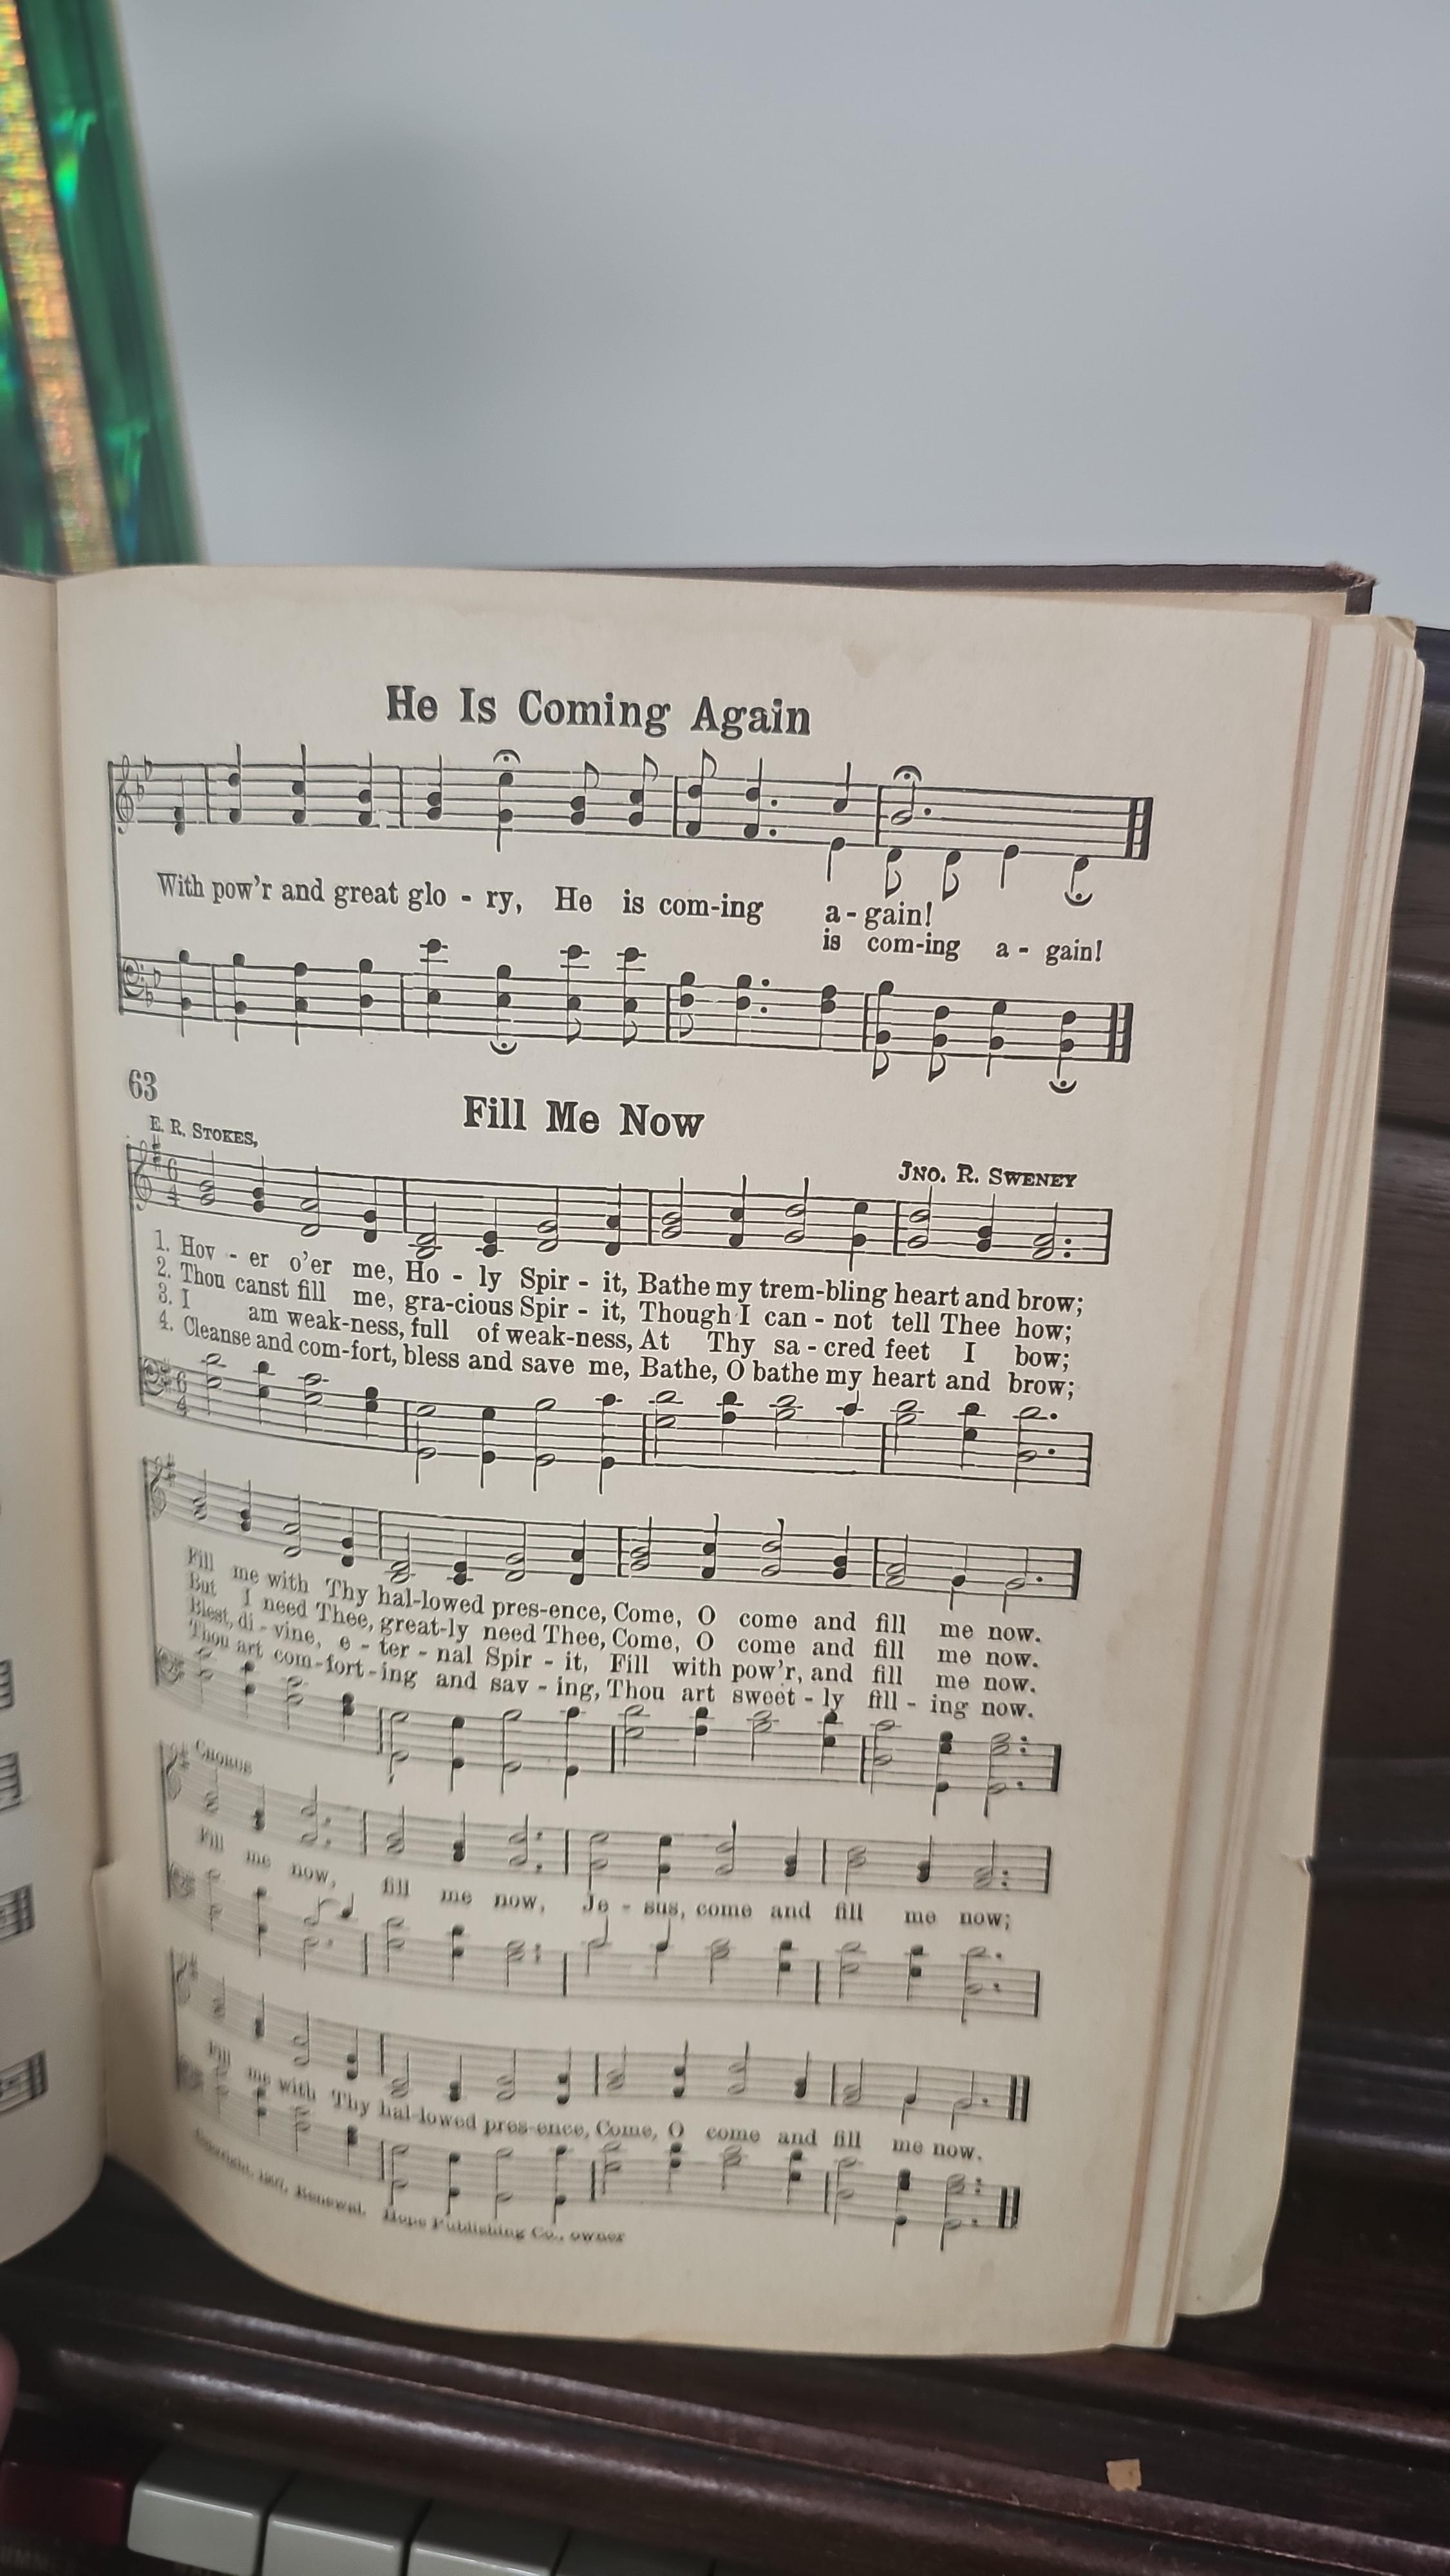 He Is Coming Again
With pow'r and great glo - ry, He is com-ing a - gain!
is com-ing a - gain!
63
Fill Me Now
E. R. STOKES,
JNO. R. SWENEY
6
4
1. Hov - er o'er me, Ho - ly Spir - it, Bathe my trem-bling heart and brow;
2. Thou canst fill me, gra-cious Spir - it, Though I can - not tell Thee how;
3. I am weak-ness, full of weak-ness, At Thy sa - cred feet I bow;
4. Cleanse and com-fort, bless and save me, Bathe, O bathe my heart and brow;
6
4
Fill me with Thy hal-lowed pres-ence, Come, O come and fill me now.
But I need Thee, great-ly need Thee, Come, O come and fill me now.
Blest, di - vine, e - ter - nal Spir - it, Fill with pow'r, and fill me now.
Thou art com-fort-ing and sav - ing, Thou art sweet - ly fill - ing now.
CHORUS
Fill me now, fill me now, Je - sus, come and fill me now;
Fill me with Thy hal-lowed pres-ence, Come, O come and fill me now.
Copyright, Renewal. Hope Publishing Co., owner